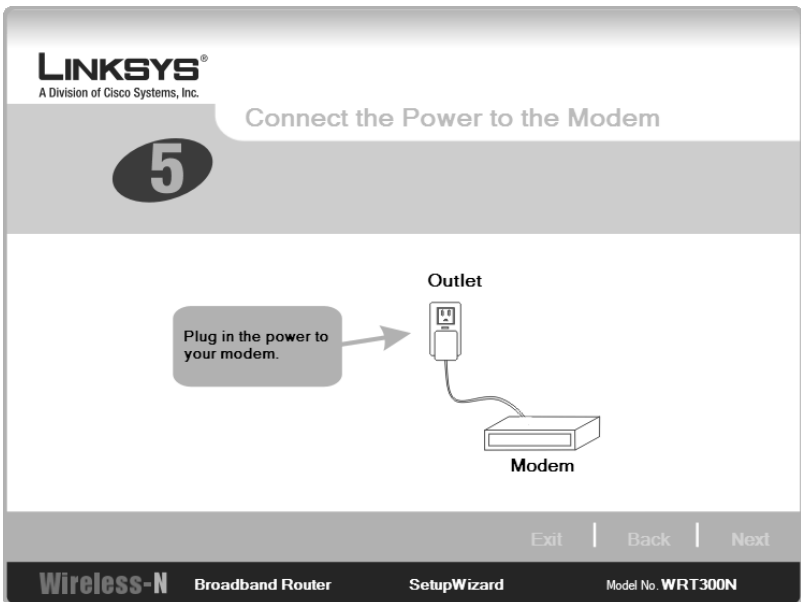 LINKSYS®
A Division of Cisco Systems, Inc.
Connect the Power to the Modem
5
Outlet
Plug in the power to
your modem.
Modem
Exit | Back | Next
Wireless-N Broadband Router SetupWizard Model No. WRT300N